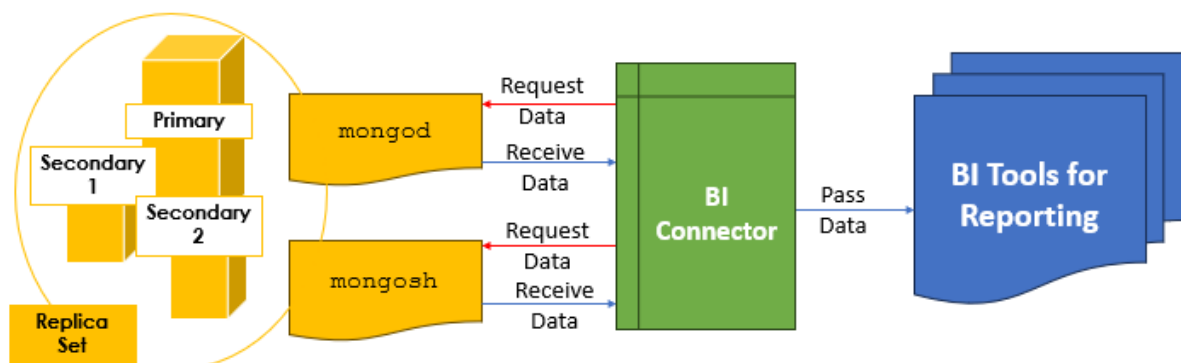 Primary
Secondary
1
Secondary
2
Replica
Set
mongod
mongosh
Request
Data
Receive
Data
Request
Data
Receive
Data
BI
Connector
Pass
Data
BI Tools for
Reporting